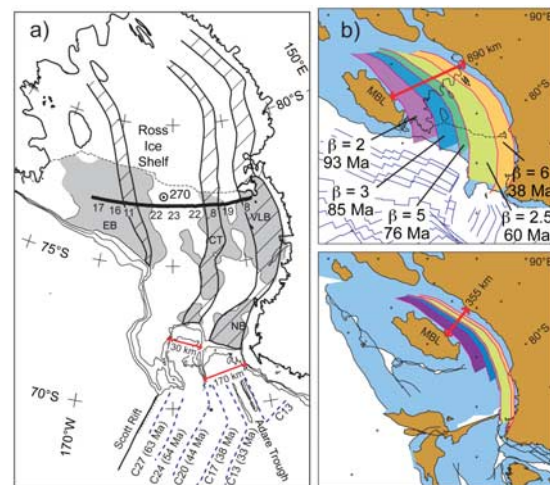 a)
150°E
80°S
Ross
Ice
Shelf
270
17 16 11 22 23 22 8 19 8
EB
CT
VLB
75°S
NB
30 km
170 km
70°S
170°W
Scott Rift
C27 (63 Ma)
C24 (54 Ma)
C20 (44 Ma)
C17 (38 Ma)
C13 (33 Ma)
Adare Trough
C13
b)
90°E
890 km
80°S
MBL
β = 2
93 Ma
β = 3
85 Ma
β = 5
76 Ma
β = 6
38 Ma
β = 2.5
60 Ma
90°E
355 km
80°S
MBL